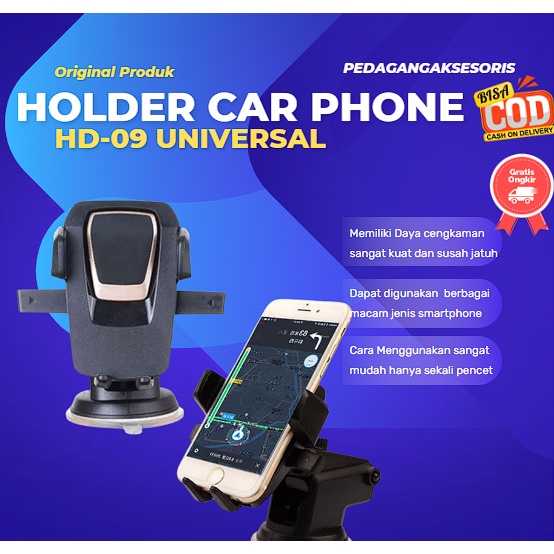 Original Produk
PEDAGANGAKSESORIS
HOLDER CAR PHONE
HD-09 UNIVERSAL
BISA
COD
CASH ON DELIVERY
Gratis
Ongkir
Memiliki Daya cengkaman
sangat kuat dan susah jatuh
Dapat digunakan berbagai
macam jenis smartphone
Cara Menggunakan sangat
mudah hanya sekali pencet